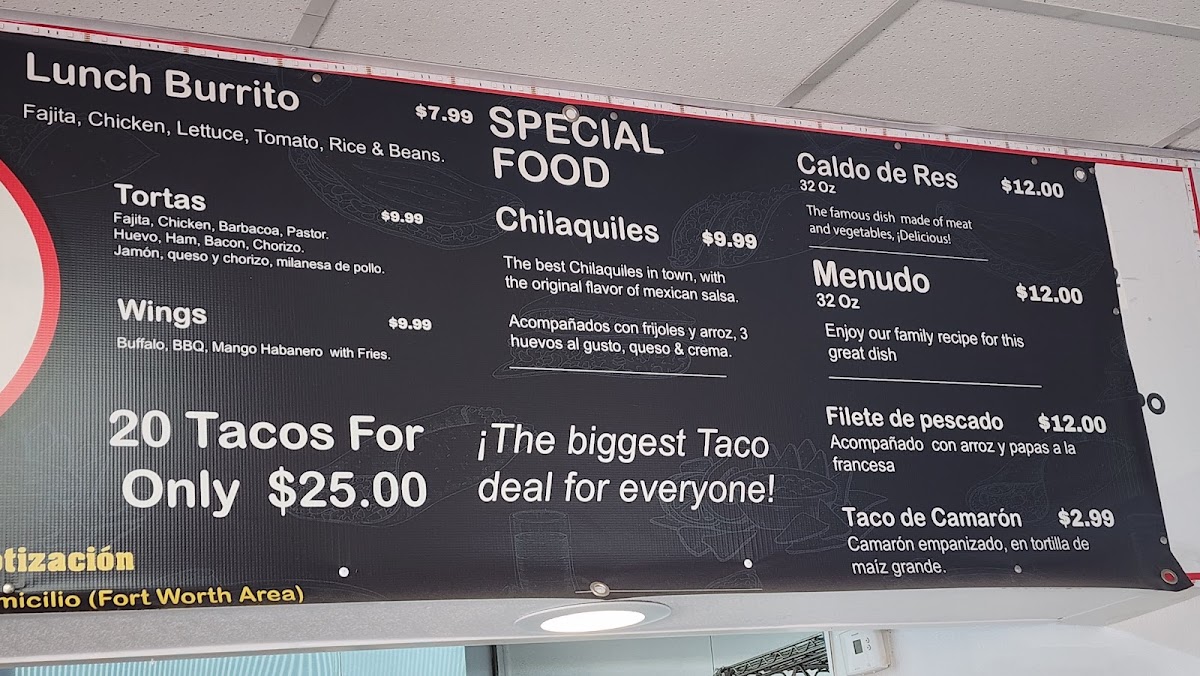 Lunch Burrito
$7.99
Fajita, Chicken, Lettuce, Tomato, Rice & Beans.
Tortas
$9.99
Fajita, Chicken, Barbacoa, Pastor.
Huevo, Ham, Bacon, Chorizo.
Jamón, queso y chorizo, milanesa de pollo.
Wings
$9.99
Buffalo, BBQ, Mango Habanero with Fries.
20 Tacos For
Only $25.00
¡The biggest Taco
deal for everyone!
(Fort Worth Area)
SPECIAL
FOOD
Chilaquiles
$9.99
The best Chilaquiles in town, with
the original flavor of mexican salsa.
Acompañados con frijoles y arroz, 3
huevos al gusto, queso & crema.
Caldo de Res
$12.00
32 Oz
The famous dish made of meat
and vegetables, ¡Delicious!
Menudo
$12.00
32 Oz
Enjoy our family recipe for this
great dish
Filete de pescado
$12.00
Acompañado con arroz y papas a la
francesa
Taco de Camarón
$2.99
Camarón empanizado, en tortilla de
maíz grande.